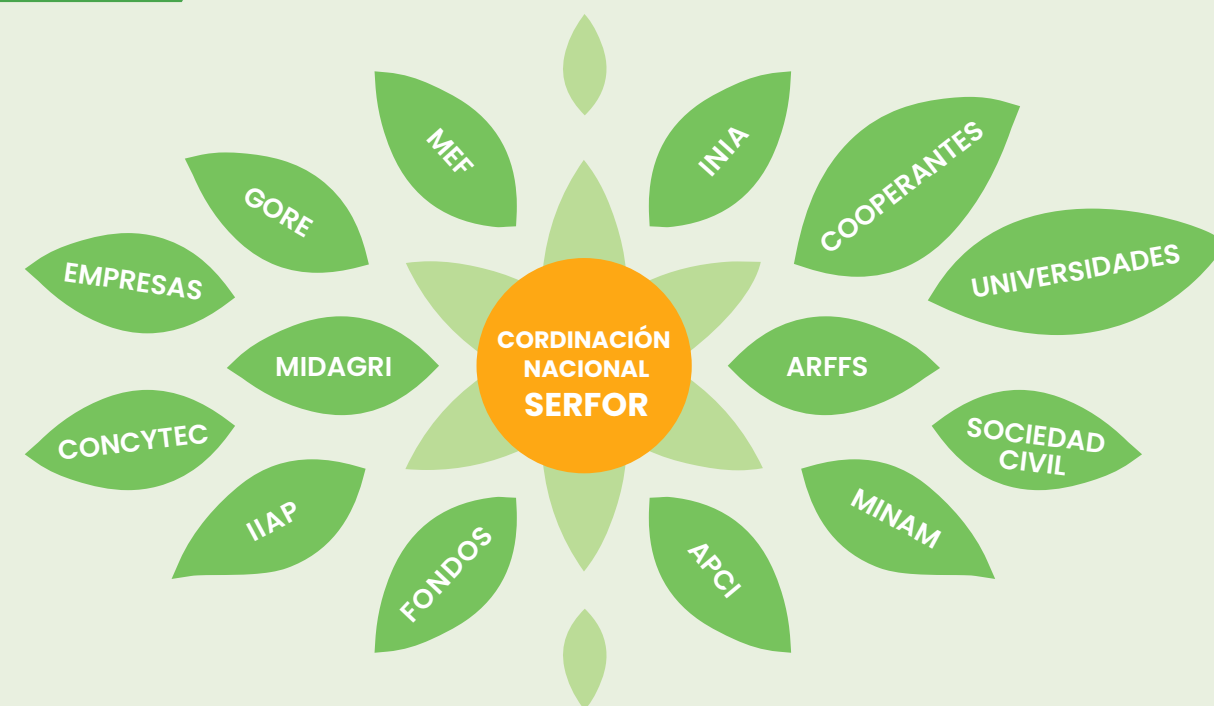 MEF
INIA
COOPERANTES
GORE
UNIVERSIDADES
EMPRESAS
CORDINACIÓN
NACIONAL
SERFOR
MIDAGRI
ARFFS
CONCYTEC
SOCIEDAD
CIVIL
IIAP
MINAM
FONDOS
APCI